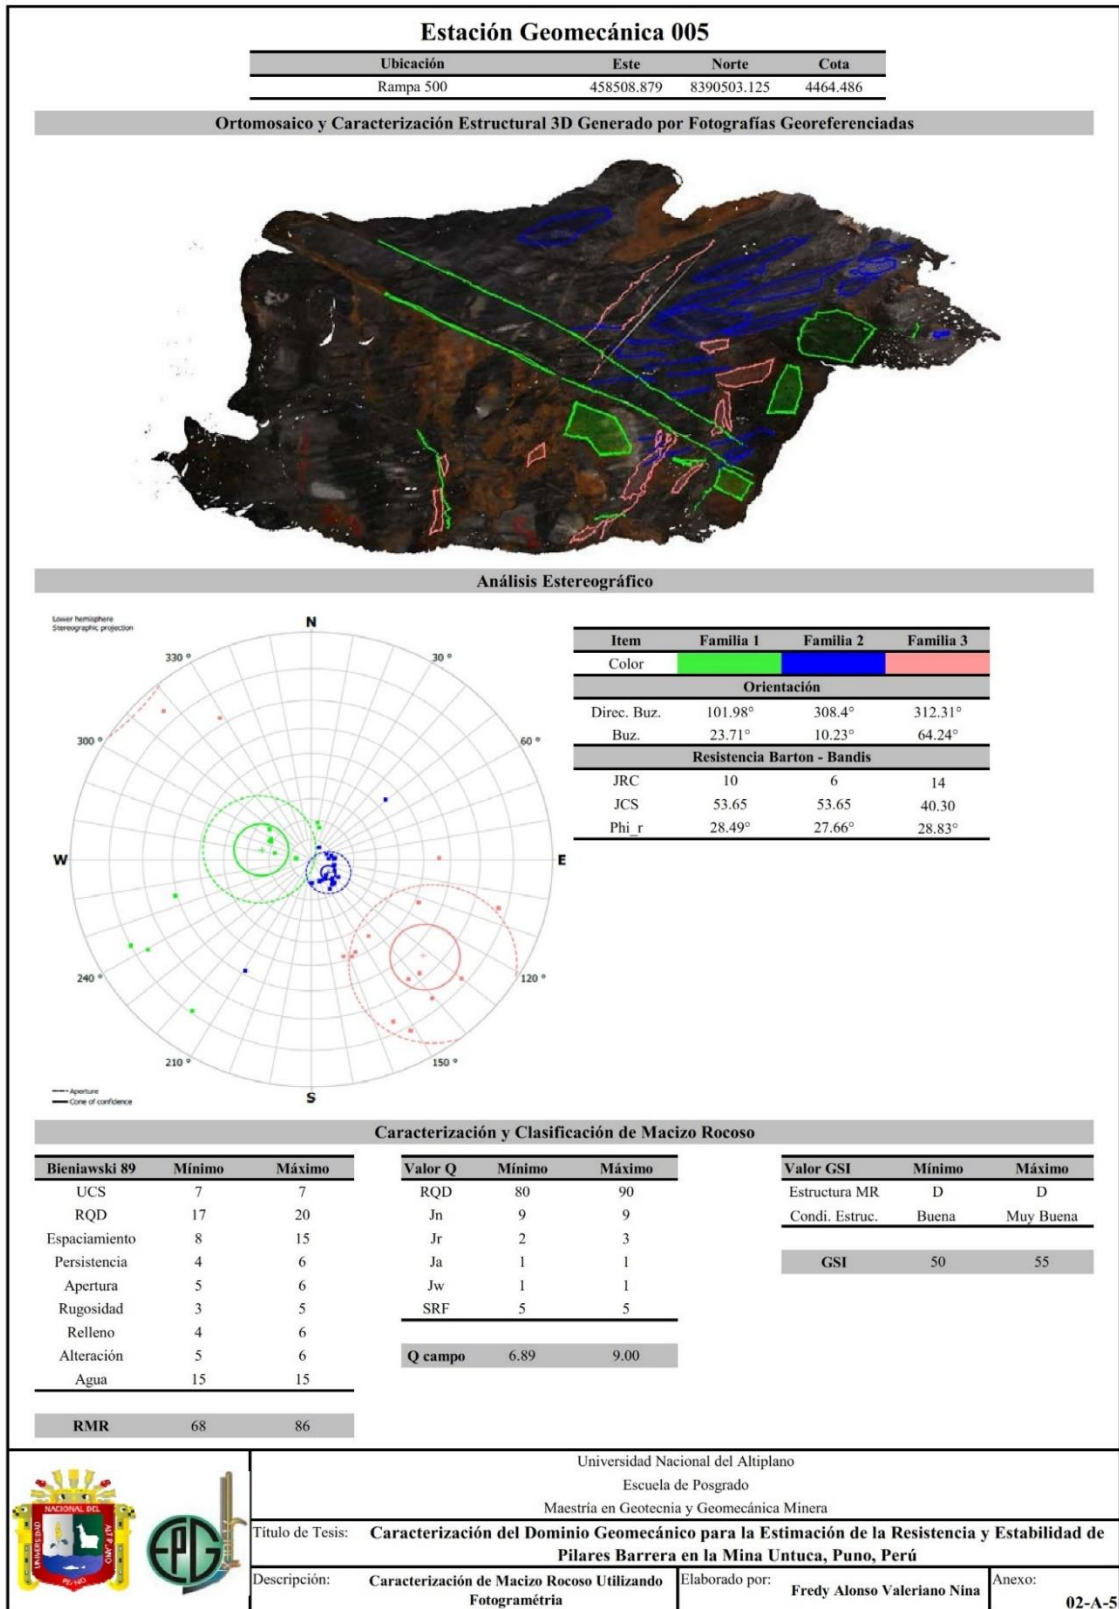 Estación Geomecánica 005
Ubicación Este Norte Cota
Rampa 500 458508.879 8390503.125 4464.486
Ortomosaico y Caracterización Estructural 3D Generado por Fotografías Georeferenciadas
Análisis Estereográfico
Lower hemisphere
Stereographic projection
N
330 °
30 °
300 °
60 °
W
E
240 °
120 °
210 °
150 °
S
Aperture
Cone of confidence
Item Familia 1 Familia 2 Familia 3
Color
Orientación
Direc. Buz. 101.98° 308.4° 312.31°
Buz. 23.71° 10.23° 64.24°
Resistencia Barton - Bandis
JRC 10 6 14
JCS 53.65 53.65 40.30
Phi_r 28.49° 27.66° 28.83°
Caracterización y Clasificación de Macizo Rocoso
Bieniawski 89 Mínimo Máximo
UCS 7 7
RQD 17 20
Espaciamiento 8 15
Persistencia 4 6
Apertura 5 6
Rugosidad 3 5
Relleno 4 6
Alteración 5 6
Agua 15 15
RMR 68 86
Valor Q Mínimo Máximo
RQD 80 90
Jn 9 9
Jr 2 3
Ja 1 1
Jw 1 1
SRF 5 5
Q campo 6.89 9.00
Valor GSI Mínimo Máximo
Estructura MR D D
Condi. Estruc. Buena Muy Buena
GSI 50 55
UNIVERSIDAD NACIONAL DEL ALTIPLANO
PUNO
EPG
Universidad Nacional del Altiplano
Escuela de Posgrado
Maestría en Geotecnia y Geomecánica Minera
Título de Tesis: Caracterización del Dominio Geomecánico para la Estimación de la Resistencia y Estabilidad de
Pilares Barrera en la Mina Untuca, Puno, Perú
Descripción: Caracterización de Macizo Rocoso Utilizando
Fotogramétria
Elaborado por: Fredy Alonso Valeriano Nina
Anexo:
02-A-5